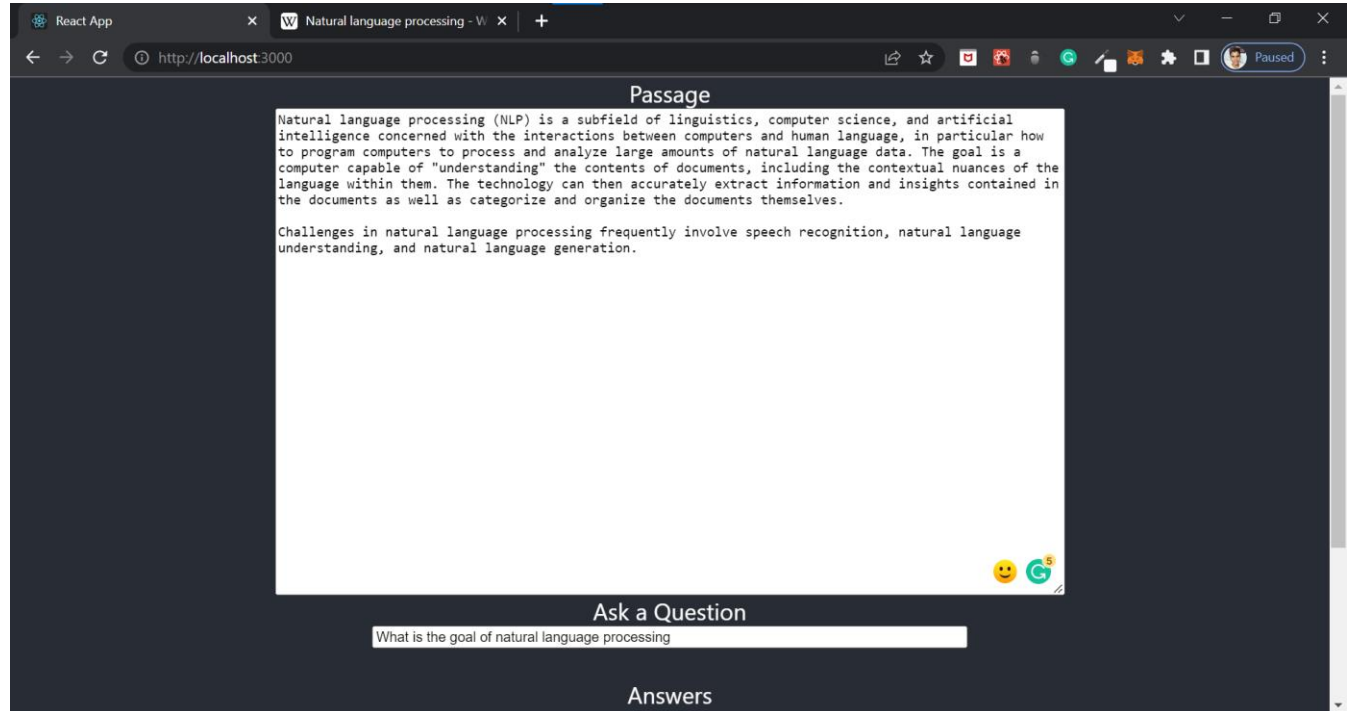 React App
Natural language processing - W
http://localhost:3000
Paused
Passage
Natural language processing (NLP) is a subfield of linguistics, computer science, and artificial
intelligence concerned with the interactions between computers and human language, in particular how
to program computers to process and analyze large amounts of natural language data. The goal is a
computer capable of "understanding" the contents of documents, including the contextual nuances of the
language within them. The technology can then accurately extract information and insights contained in
the documents as well as categorize and organize the documents themselves.
Challenges in natural language processing frequently involve speech recognition, natural language
understanding, and natural language generation.
5
Ask a Question
What is the goal of natural language processing
Answers